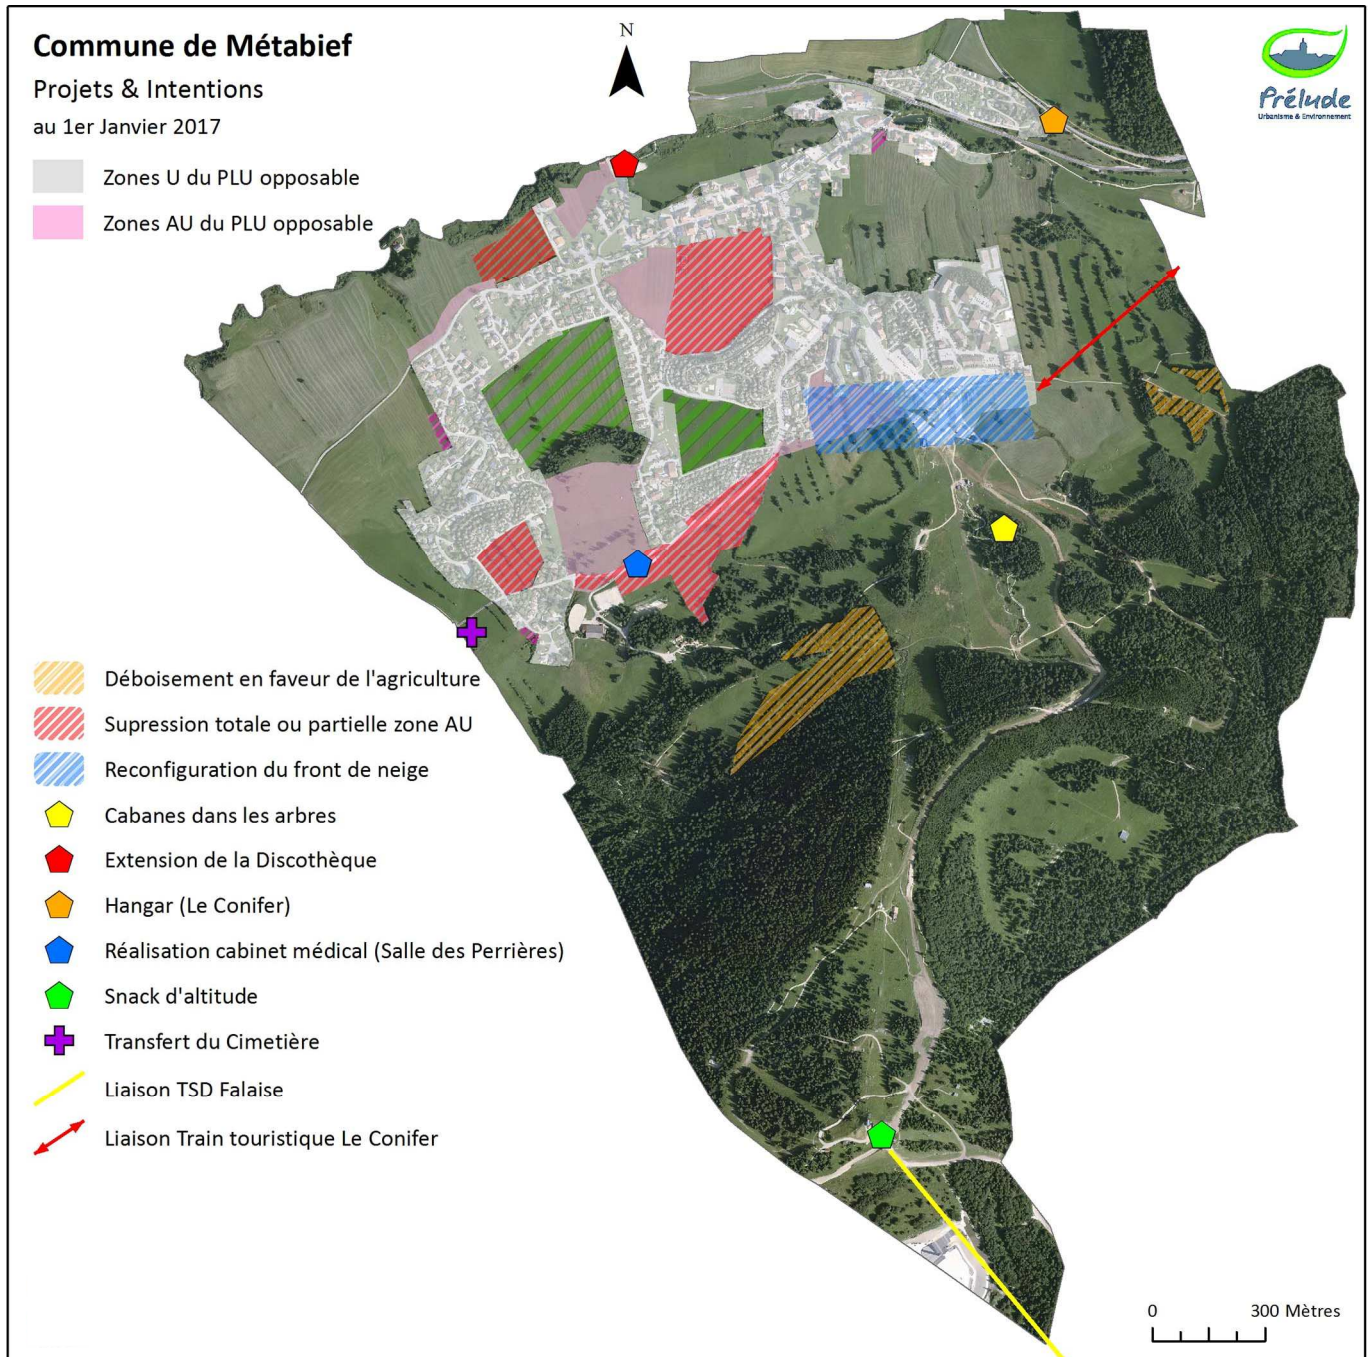 Commune de Métabief
Projets & Intentions
au 1er Janvier 2017
Zones U du PLU opposable
Zones AU du PLU opposable
N
Prélude
Urbanisme & Environnement
Déboisement en faveur de l'agriculture
Supression totale ou partielle zone AU
Reconfiguration du front de neige
Cabanes dans les arbres
Extension de la Discothèque
Hangar (Le Conifer)
Réalisation cabinet médical (Salle des Perrières)
Snack d'altitude
Transfert du Cimetière
Liaison TSD Falaise
Liaison Train touristique Le Conifer
0 300 Mètres